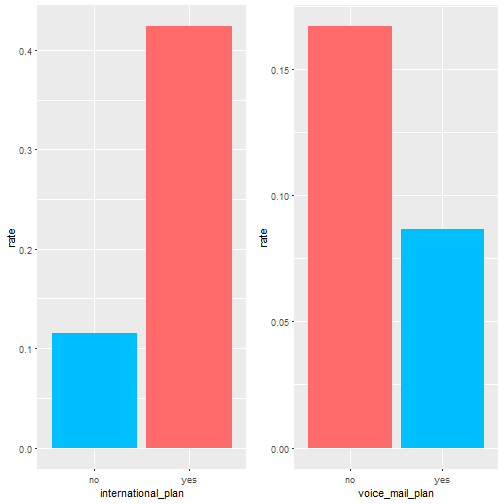 rate
0.4
0.3
0.2
0.1
0.0
no yes
international_plan
rate
0.15
0.10
0.05
0.00
no yes
voice_mail_plan